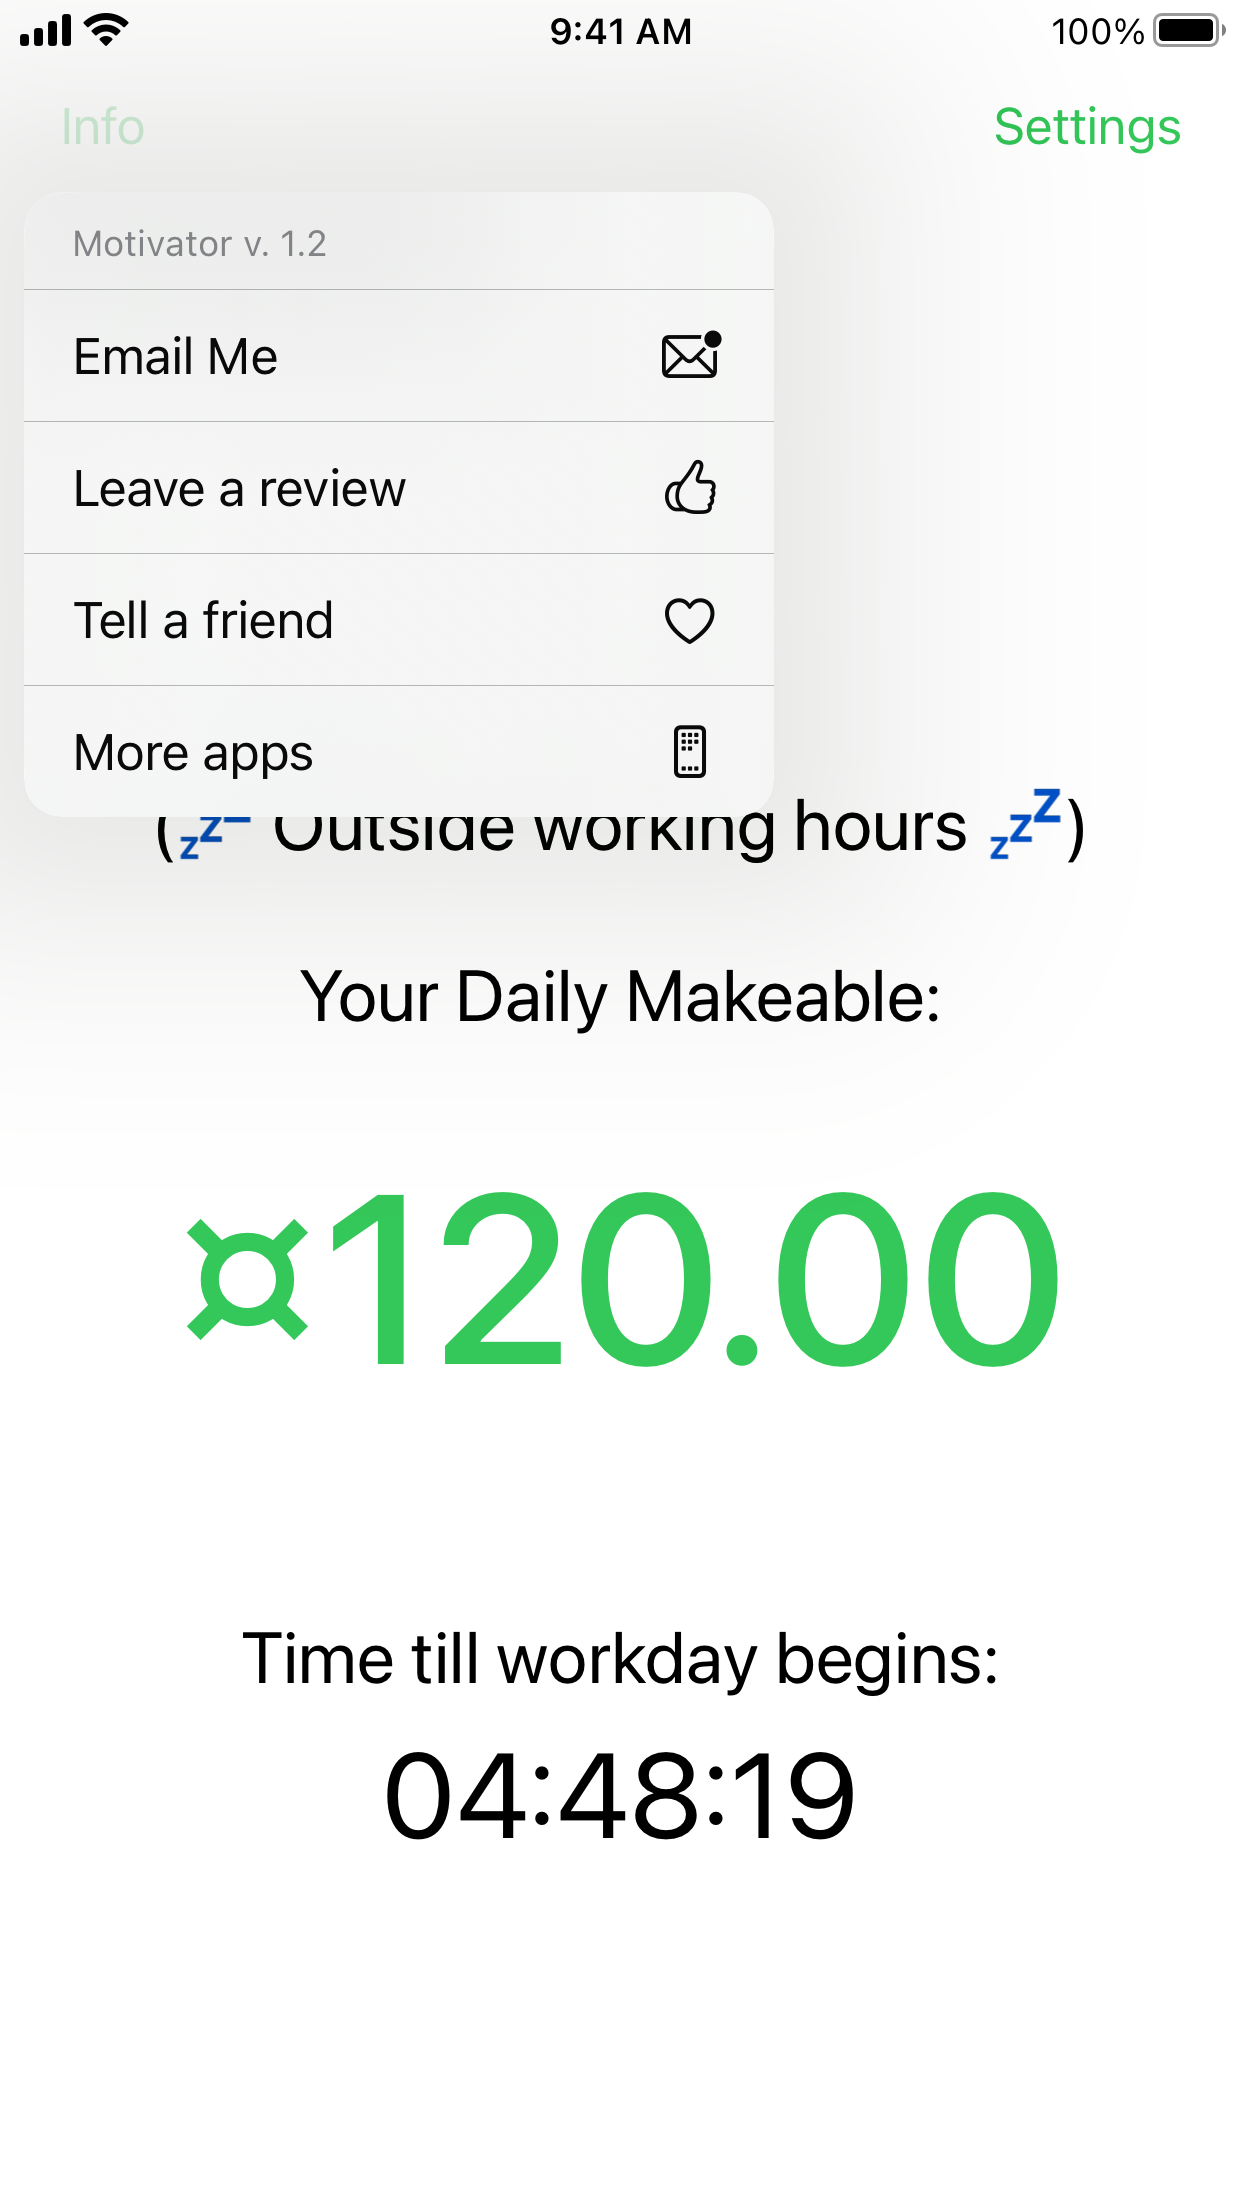 9:41 AM
100%
Info
Settings
Motivator v. 1.2
Email Me
Leave a review
Tell a friend
More apps
(💤 Outside working hours 💤)
Your Daily Makeable:
¤120.00
Time till workday begins:
04:48:19